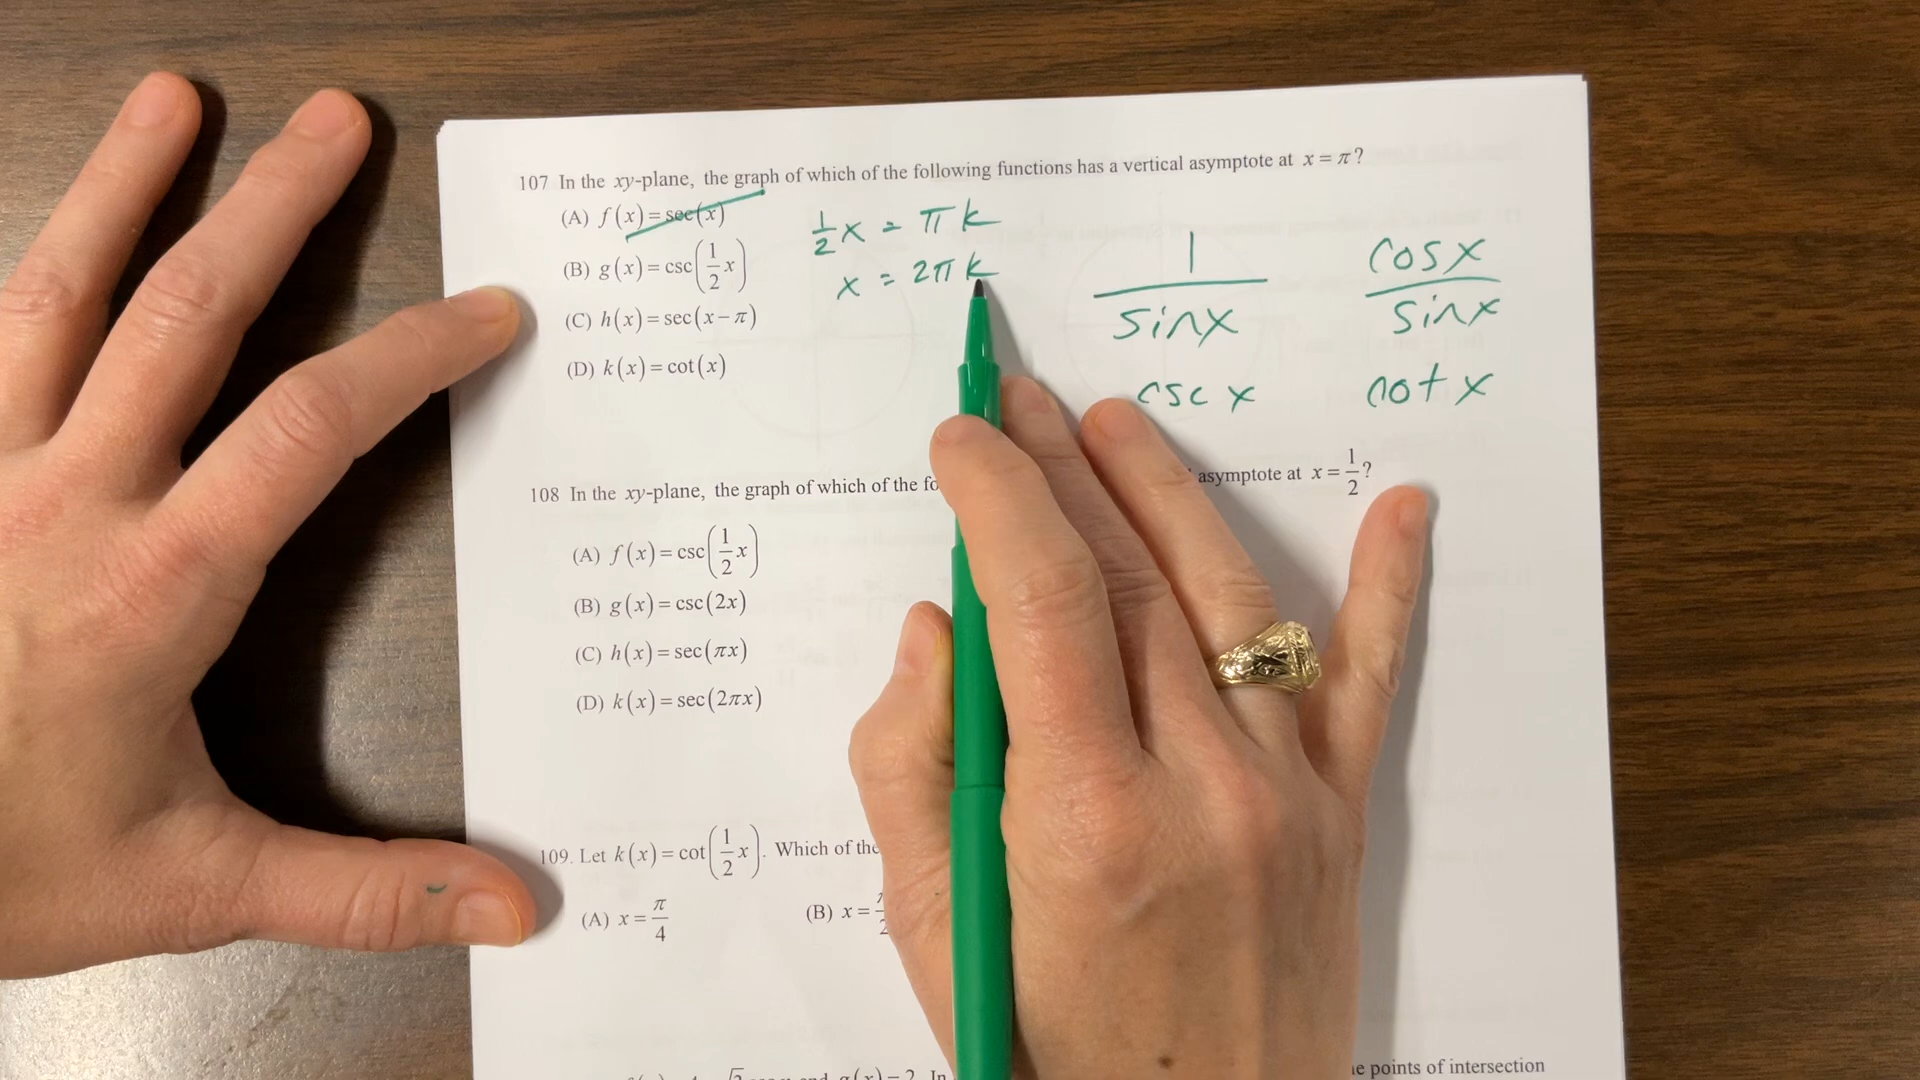 107 In the xy-plane, the graph of which of the following functions has a vertical asymptote at x = π?
(A) f(x) = sec(x)
(B) g(x) = csc(1/2 x)
(C) h(x) = sec(x − π)
(D) k(x) = cot(x)
1/2 x = π k
x = 2π k
1 / sin x
csc x
cos x / sin x
cot x
108 In the xy-plane, the graph of which of the asymptote at x = 1/2?
(A) f(x) = csc(1/2 x)
(B) g(x) = csc(2x)
(C) h(x) = sec(πx)
(D) k(x) = sec(2πx)
109. Let k(x) = cot(1/2 x). Which of the
(A) x = π/4
(B) x =
points of intersection